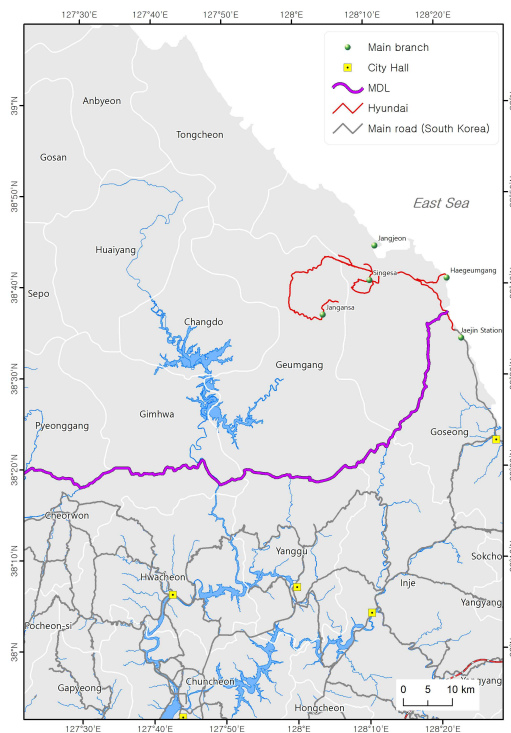 127°30'E 127°40'E 127°50'E 128°E 128°10'E 128°20'E
Main branch
City Hall
MDL
Hyundai
Main road (South Korea)
39°N
Anbyeon
Tongcheon
Gosan
38°50'N
East Sea
Jangjeon
Huaiyang
Singesa
Haegeumgang
38°40'N
Sepo
Jangansa
Changdo
Jaejin Station
Geumgang
38°30'N
Gimhwa
Pyeonggang
Goseong
38°20'N
Cheorwon
Yanggu
Sokcho
38°10'N
Hwacheon
Inje
Yangyang
Pocheon-si
38°N
Chuncheon
Gapyeong
0 5 10 km
Hongcheon
127°30'E 127°40'E 127°50'E 128°E 128°10'E 128°20'E